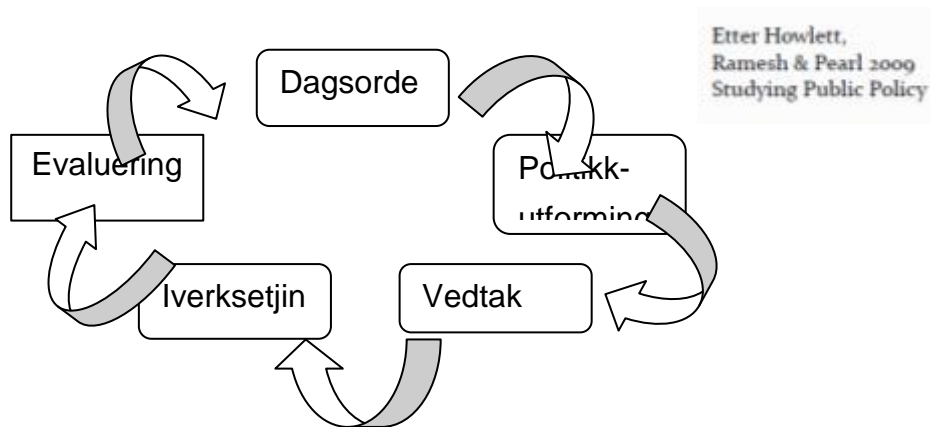 Etter Howlett,
Ramesh & Pearl 2009
Studying Public Policy
Dagsorde
Politikk-
utforming
Vedtak
Iverksetjin
Evaluering